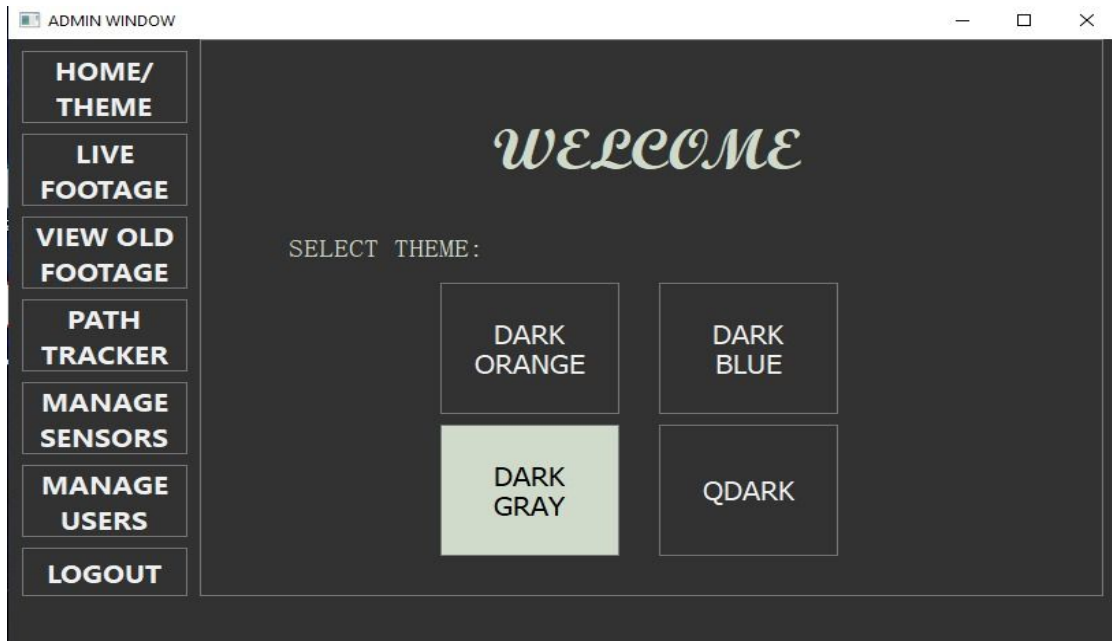 ADMIN WINDOW
HOME/
THEME
LIVE
FOOTAGE
VIEW OLD
FOOTAGE
PATH
TRACKER
MANAGE
SENSORS
MANAGE
USERS
LOGOUT
WELCOME
SELECT THEME:
DARK
ORANGE
DARK
BLUE
DARK
GRAY
QDARK